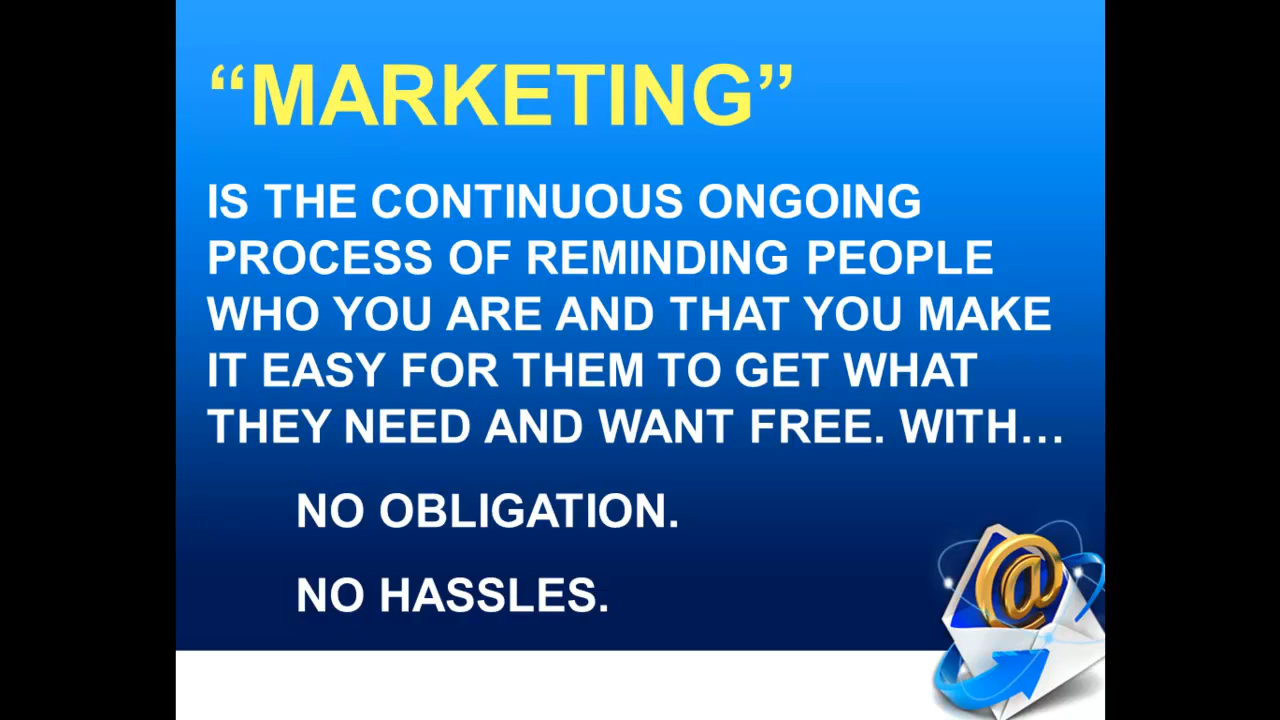 “MARKETING”
IS THE CONTINUOUS ONGOING
PROCESS OF REMINDING PEOPLE
WHO YOU ARE AND THAT YOU MAKE
IT EASY FOR THEM TO GET WHAT
THEY NEED AND WANT FREE. WITH…
NO OBLIGATION.
NO HASSLES.
@